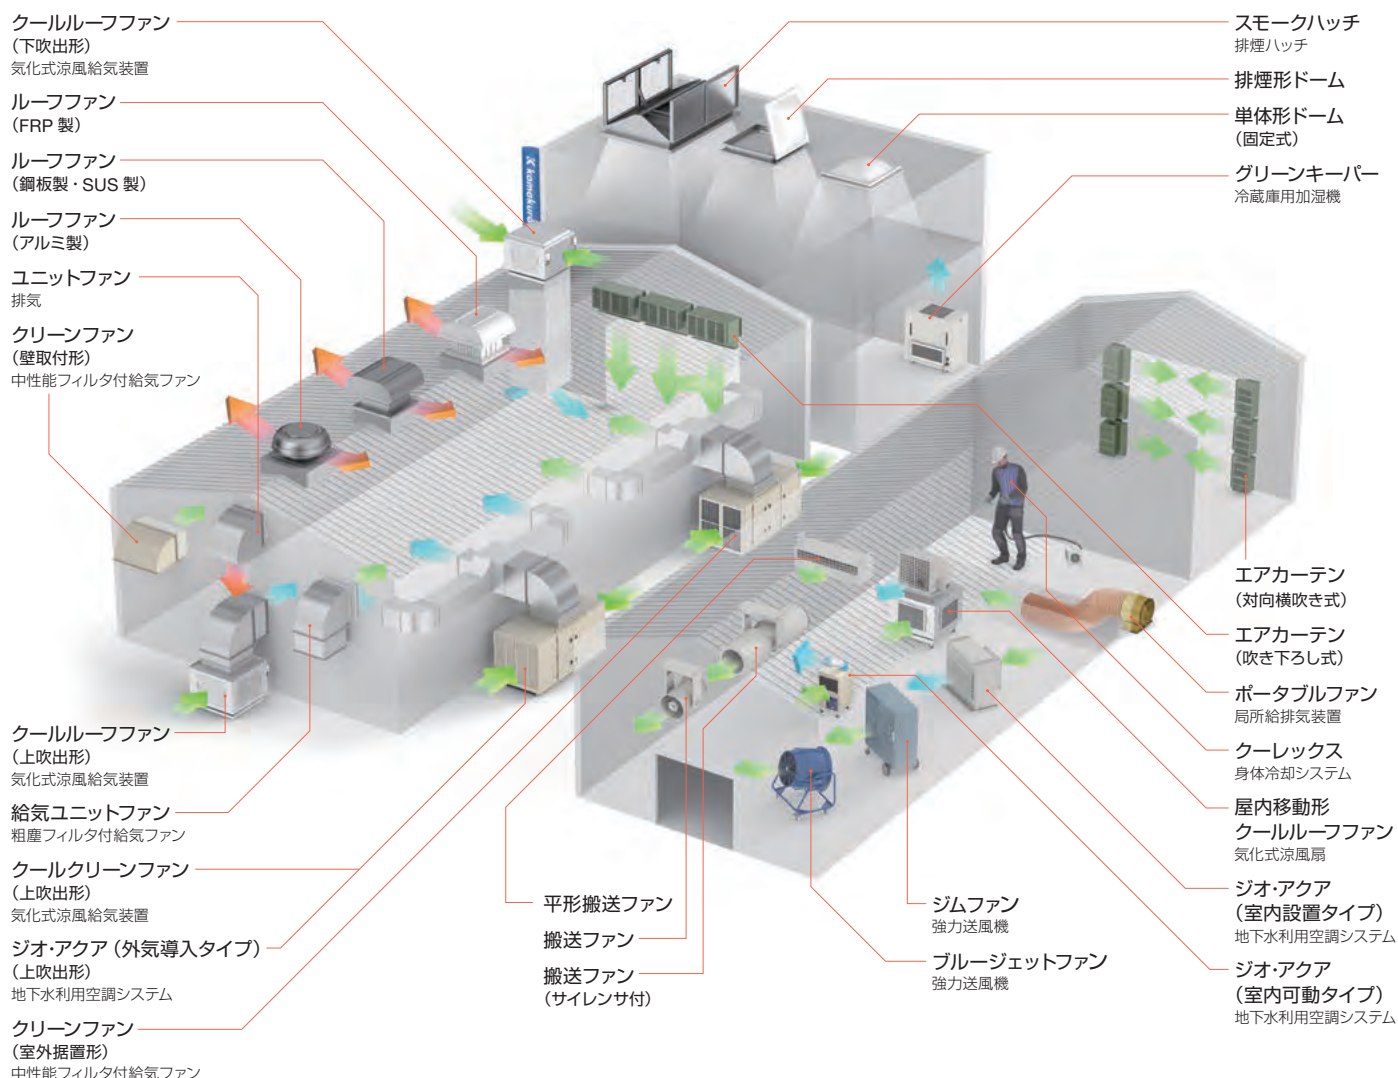 クールルーフファン
（下吹出形）
気化式涼風給気装置
ルーフファン
（FRP 製）
ルーフファン
（鋼板製・SUS 製）
ルーフファン
（アルミ製）
ユニットファン
排気
クリーンファン
（壁取付形）
中性能フィルタ付給気ファン
クールルーフファン
（上吹出形）
気化式涼風給気装置
給気ユニットファン
粗塵フィルタ付給気ファン
クールクリーンファン
（上吹出形）
気化式涼風給気装置
ジオ・アクア（外気導入タイプ）
（上吹出形）
地下水利用空調システム
クリーンファン
（室外据置形）
中性能フィルタ付給気ファン
kamakura
平形搬送ファン
搬送ファン
搬送ファン
（サイレンサ付）
ジムファン
強力送風機
ブルージェットファン
強力送風機
スモークハッチ
排煙ハッチ
排煙形ドーム
単体形ドーム
（固定式）
グリーンキーパー
冷蔵庫用加湿機
エアカーテン
（対向横吹き式）
エアカーテン
（吹き下ろし式）
ポータブルファン
局所給排気装置
クーレックス
身体冷却システム
屋内移動形
クールルーフファン
気化式涼風扇
ジオ・アクア
（室内設置タイプ）
地下水利用空調システム
ジオ・アクア
（室内可動タイプ）
地下水利用空調システム